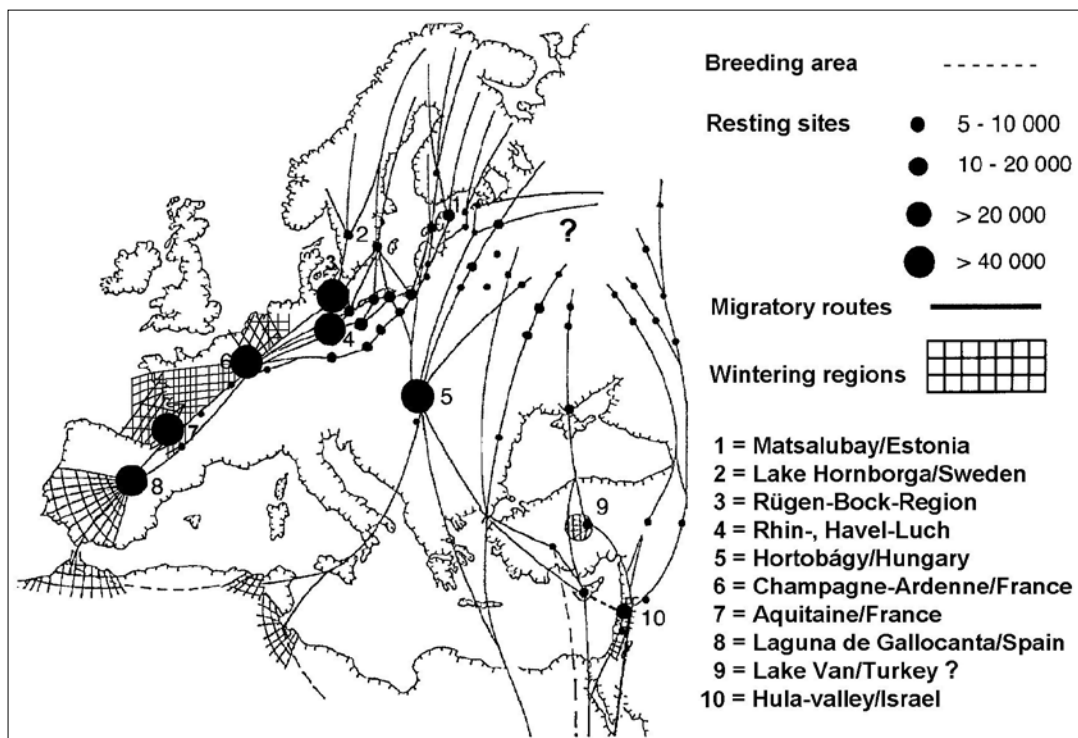 Breeding area
Resting sites
5 - 10 000
10 - 20 000
> 20 000
> 40 000
Migratory routes
Wintering regions
1 = Matsalubay/Estonia
2 = Lake Hornborga/Sweden
3 = Rügen-Bock-Region
4 = Rhin-, Havel-Luch
5 = Hortobágy/Hungary
6 = Champagne-Ardenne/France
7 = Aquitaine/France
8 = Laguna de Gallocanta/Spain
9 = Lake Van/Turkey ?
10 = Hula-valley/Israel
1
2
?
3
4
6
5
7
8
9
10